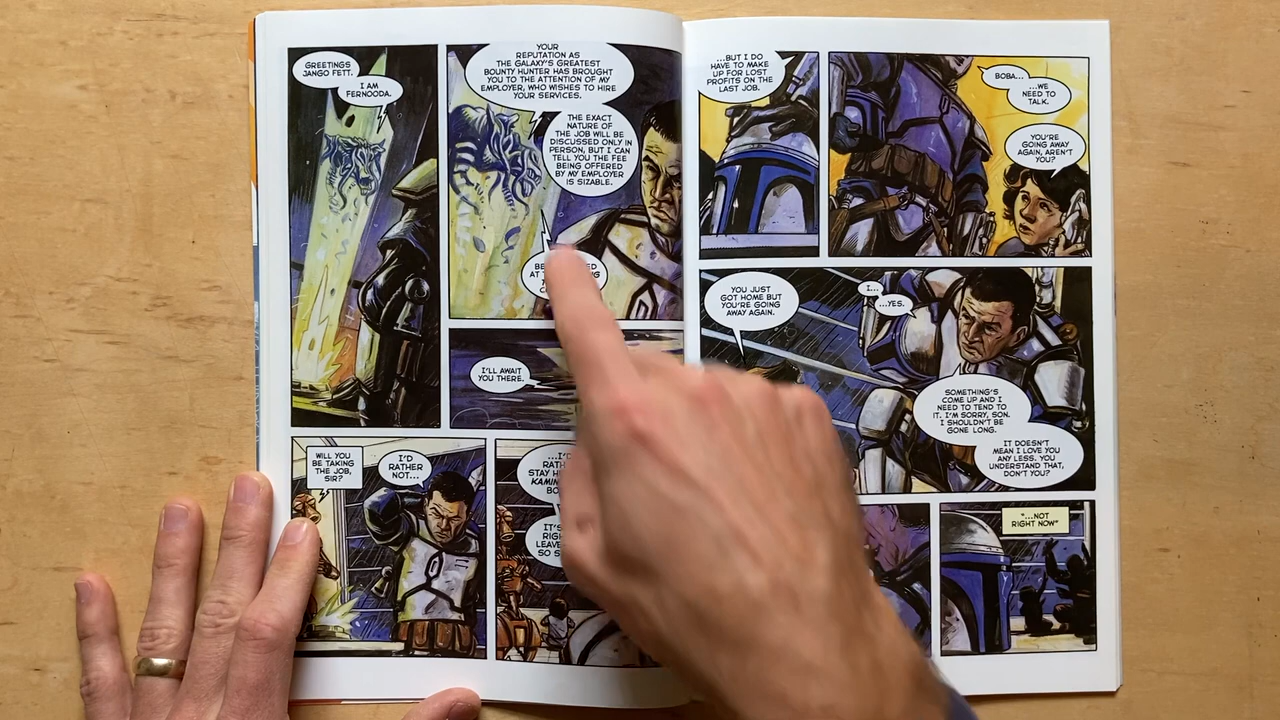 GREETINGS
JANGO FETT.
I AM
FERNOODA.
YOUR
REPUTATION AS
THE GALAXY'S GREATEST
BOUNTY HUNTER HAS BROUGHT
YOU TO THE ATTENTION OF MY
EMPLOYER, WHO WISHES TO HIRE
YOUR SERVICES.
THE EXACT
NATURE OF
THE JOB WILL BE
DISCUSSED ONLY IN
PERSON, BUT I CAN
TELL YOU THE FEE
BEING OFFERED
BY MY EMPLOYER
IS SIZABLE.
AT
I'LL AWAIT
YOU THERE.
WILL YOU
BE TAKING
THE JOB,
SIR?
I'D
RATHER
NOT...
...I'D
STAY
IT'S
SO
...BUT I DO
HAVE TO MAKE
UP FOR LOST
PROFITS ON THE
LAST JOB.
BOBA...
...WE
NEED TO
TALK.
YOU'RE
GOING AWAY
AGAIN, AREN'T
YOU?
YOU JUST
GOT HOME BUT
YOU'RE GOING
AWAY AGAIN.
I...
...YES.
SOMETHING'S
COME UP AND I
NEED TO TEND TO
IT. I'M SORRY, SON.
I SHOULDN'T BE
GONE LONG.
IT DOESN'T
MEAN I LOVE YOU
ANY LESS. YOU
UNDERSTAND THAT,
DON'T YOU?
"...NOT
RIGHT NOW"